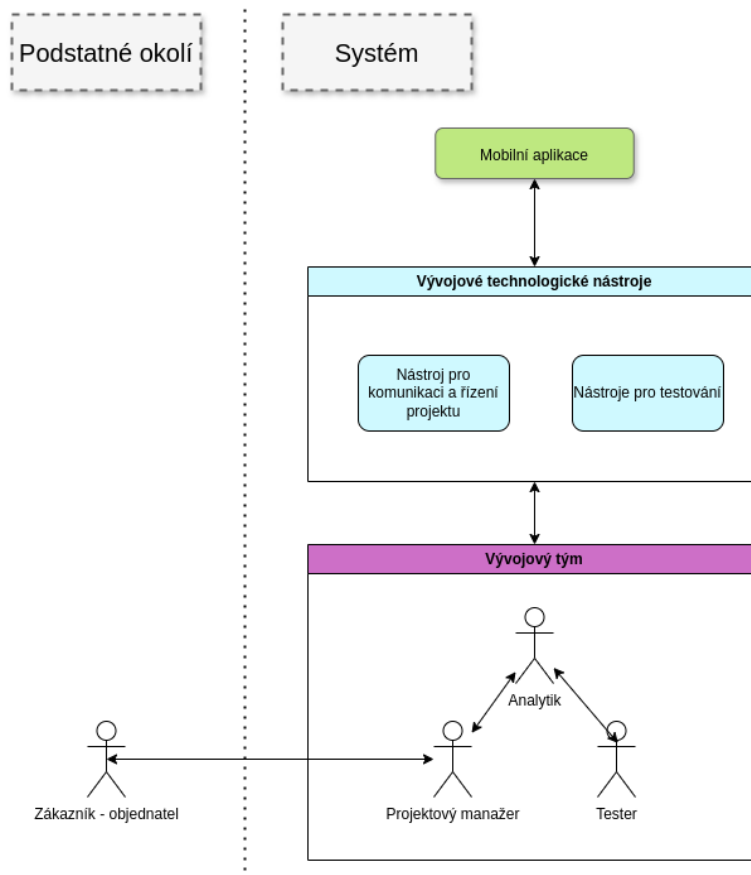 Podstatné okolí
Systém
Mobilní aplikace
Vývojové technologické nástroje
Nástroj pro
komunikaci a řízení
projektu
Nástroje pro testování
Vývojový tým
Analytik
Zákazník - objednatel
Projektový manažer
Tester